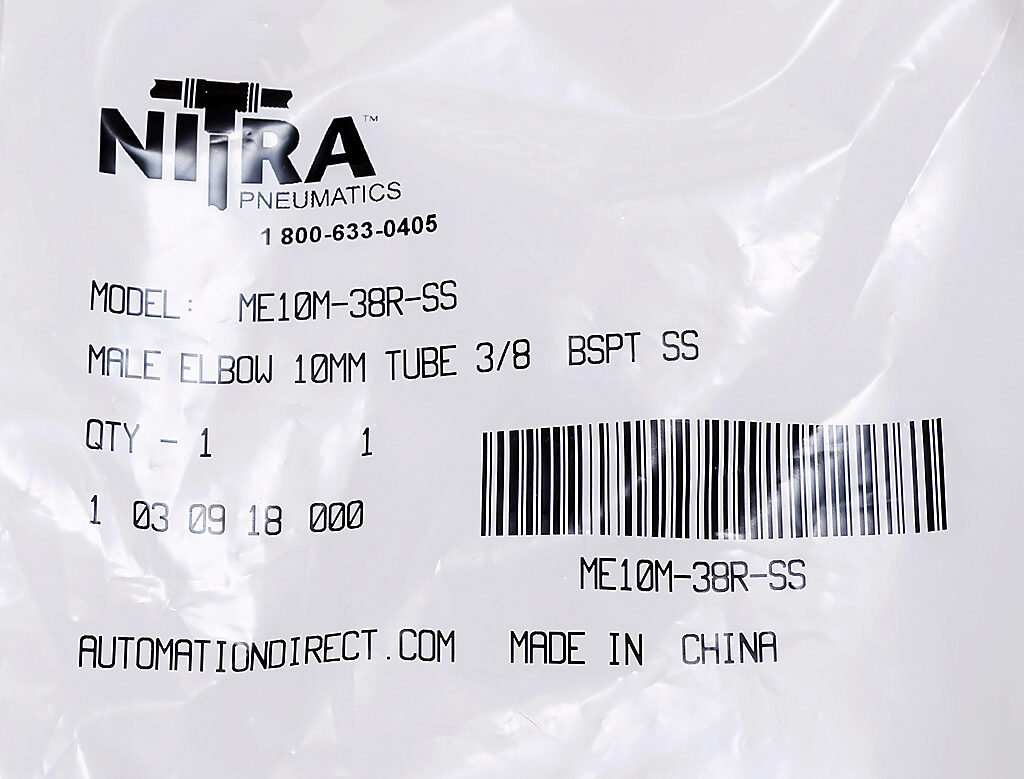 NITRA™
PNEUMATICS
1 800-633-0405
MODEL: ME10M-38R-SS
MALE ELBOW 10MM TUBE 3/8 BSPT SS
QTY - 1 1
1 03 09 18 000
ME10M-38R-SS
AUTOMATIONDIRECT.COM MADE IN CHINA